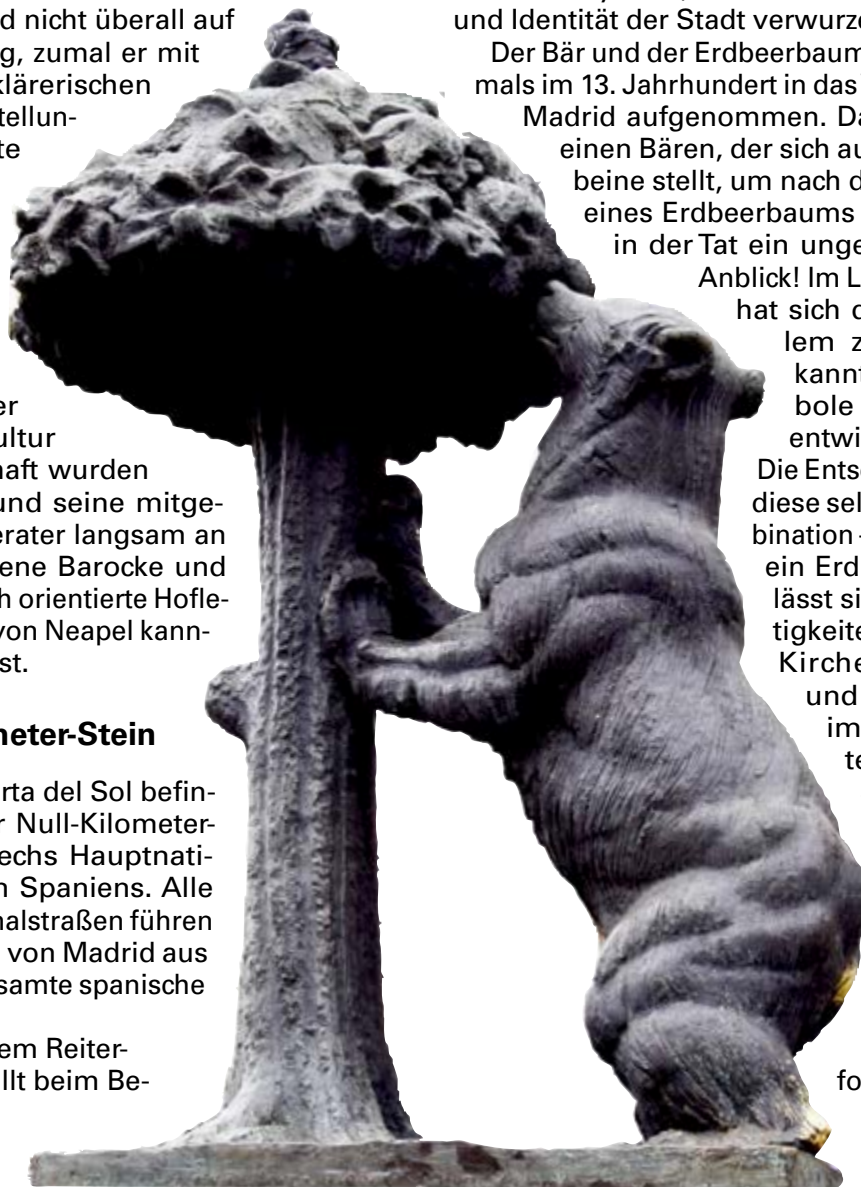 d nicht überall auf
g, zumal er mit
klärerischen
tellun-
te
er
ultur
haft wurden
und seine mitge-
erater langsam an
ene Barocke und
h orientierte Hofle-
von Neapel kann-
st.
neter-Stein
rta del Sol befin-
r Null-Kilometer-
echs Hauptnati-
n Spaniens. Alle
nalstraßen führen
von Madrid aus
samte spanische
em Reiter-
llt beim Be-
und Identität der Stadt verwurze
Der Bär und der Erdbeerbaum
mals im 13. Jahrhundert in das
Madrid aufgenommen. Da
einen Bären, der sich au
beine stellt, um nach d
eines Erdbeerbaums
in der Tat ein unge
Anblick! Im L
hat sich d
lem z
kannt
bole
entwi
Die Ents
diese sel
bination -
ein Erd
lässt si
tigkeite
Kirche
und
im
te
fo